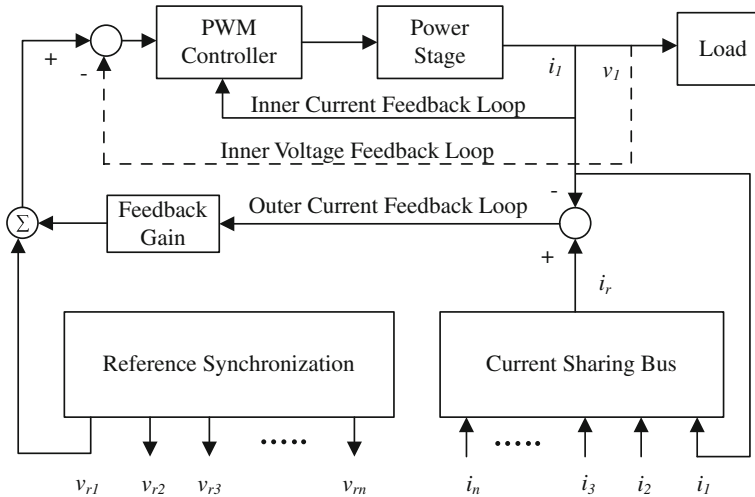 PWM
Controller
Power
Stage
Load
+
-
i1
v1
Inner Current Feedback Loop
Inner Voltage Feedback Loop
-
Σ
Feedback
Gain
Outer Current Feedback Loop
+
ir
Reference Synchronization
Current Sharing Bus
.....
.....
vr1 vr2 vr3 vrn in i3 i2 i1